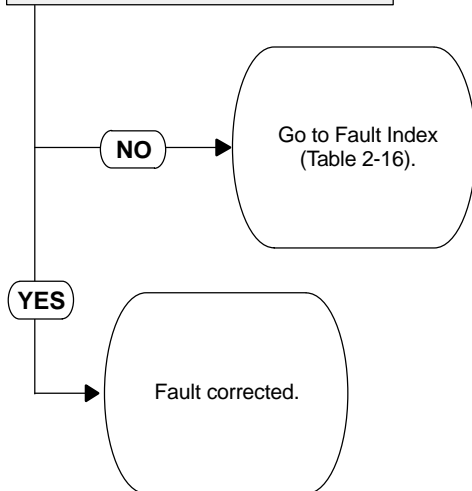 NO
Go to Fault Index
(Table 2-16).
YES
Fault corrected.